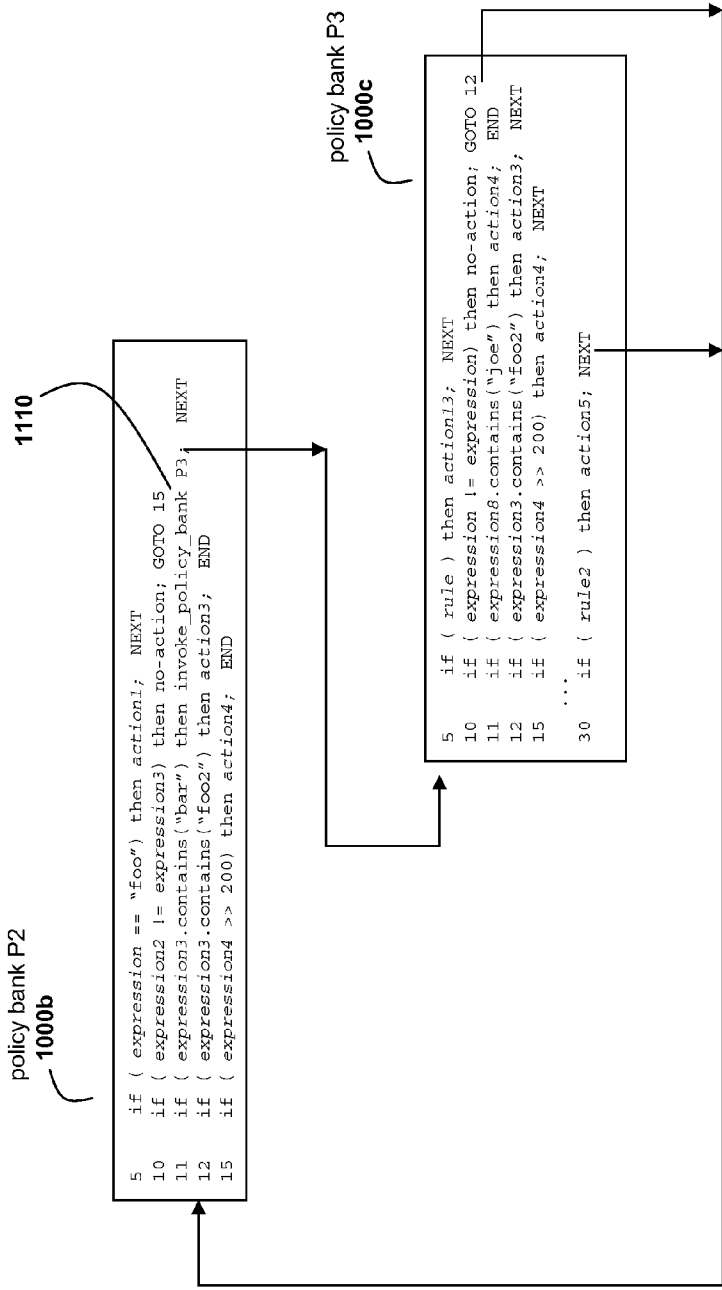 policy bank P2
1000b
1110
5 if ( expression == "foo") then action1; NEXT
10 if ( expression2 != expression3) then no-action; GOTO 15
11 if ( expression3.contains("bar") then invoke_policy_bank P3; NEXT
12 if ( expression3.contains("foo2") then action3; END
15 if ( expression4 >> 200) then action4; END
policy bank P3
1000c
5 if ( rule ) then action13; NEXT
10 if ( expression != expression) then no-action; GOTO 12
11 if ( expression8.contains("joe") then action4; END
12 if ( expression3.contains("foo2") then action3; NEXT
15 if ( expression4 >> 200) then action4; NEXT
...
30 if ( rule2 ) then action5; NEXT